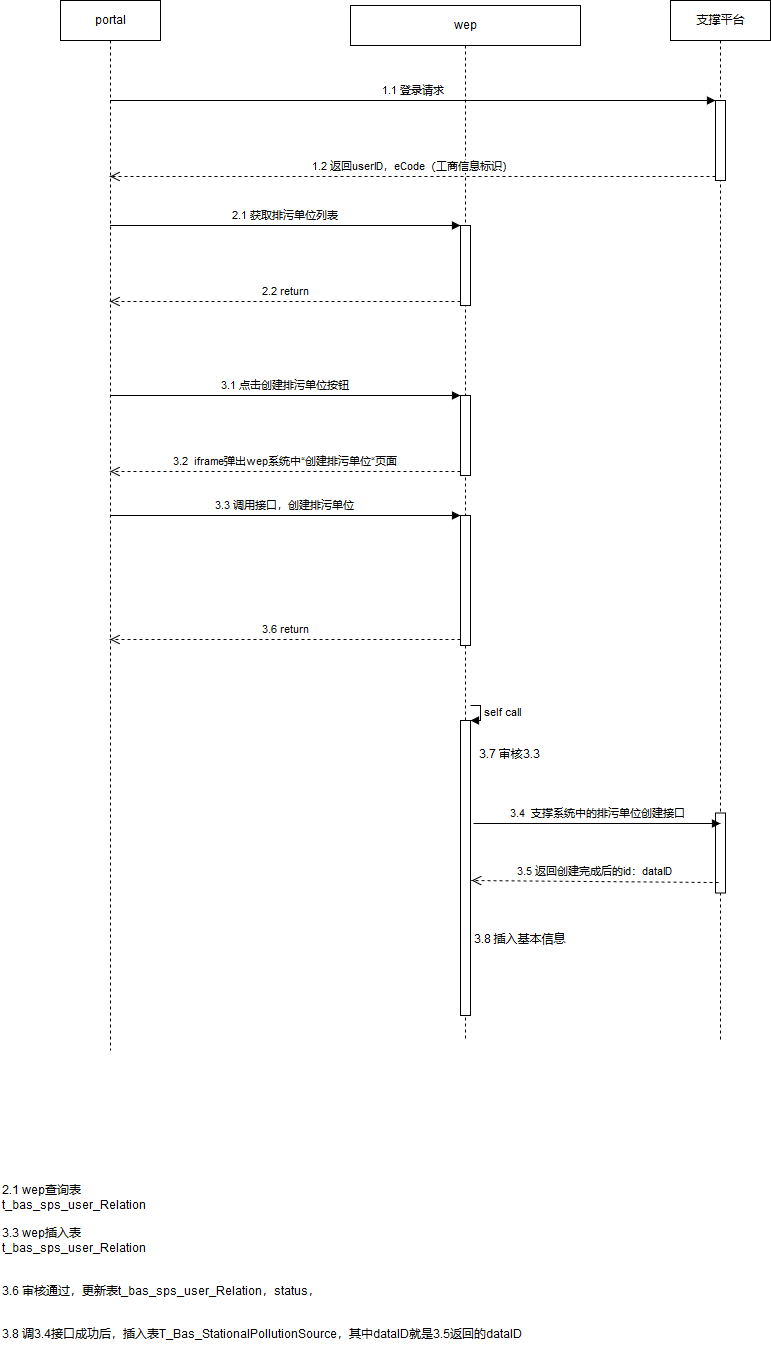 portal
wep
支撑平台
1.1 登录请求
1.2 返回userID，eCode（工商信息标识）
2.1 获取排污单位列表
2.2 return
3.1 点击创建排污单位按钮
3.2 iframe弹出wep系统中“创建排污单位“页面
3.3 调用接口，创建排污单位
3.6 return
self call
3.7 审核3.3
3.4 支撑系统中的排污单位创建接口
3.5 返回创建完成后的id：dataID
3.8 插入基本信息
2.1 wep查询表
t_bas_sps_user_Relation
3.3 wep插入表
t_bas_sps_user_Relation
3.6 审核通过，更新表t_bas_sps_user_Relation，status，
3.8 调3.4接口成功后，插入表T_Bas_StationalPollutionSource，其中dataID就是3.5返回的dataID